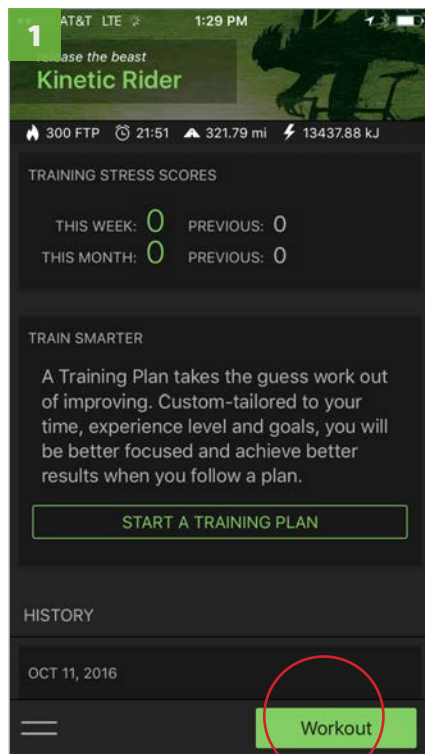 1
AT&T LTE 1:29 PM
release the beast
Kinetic Rider
300 FTP 21:51 321.79 mi 13437.88 kJ
TRAINING STRESS SCORES
THIS WEEK: 0 PREVIOUS: 0
THIS MONTH: 0 PREVIOUS: 0
TRAIN SMARTER
A Training Plan takes the guess work out
of improving. Custom-tailored to your
time, experience level and goals, you will
be better focused and achieve better
results when you follow a plan.
START A TRAINING PLAN
HISTORY
OCT 11, 2016
Workout